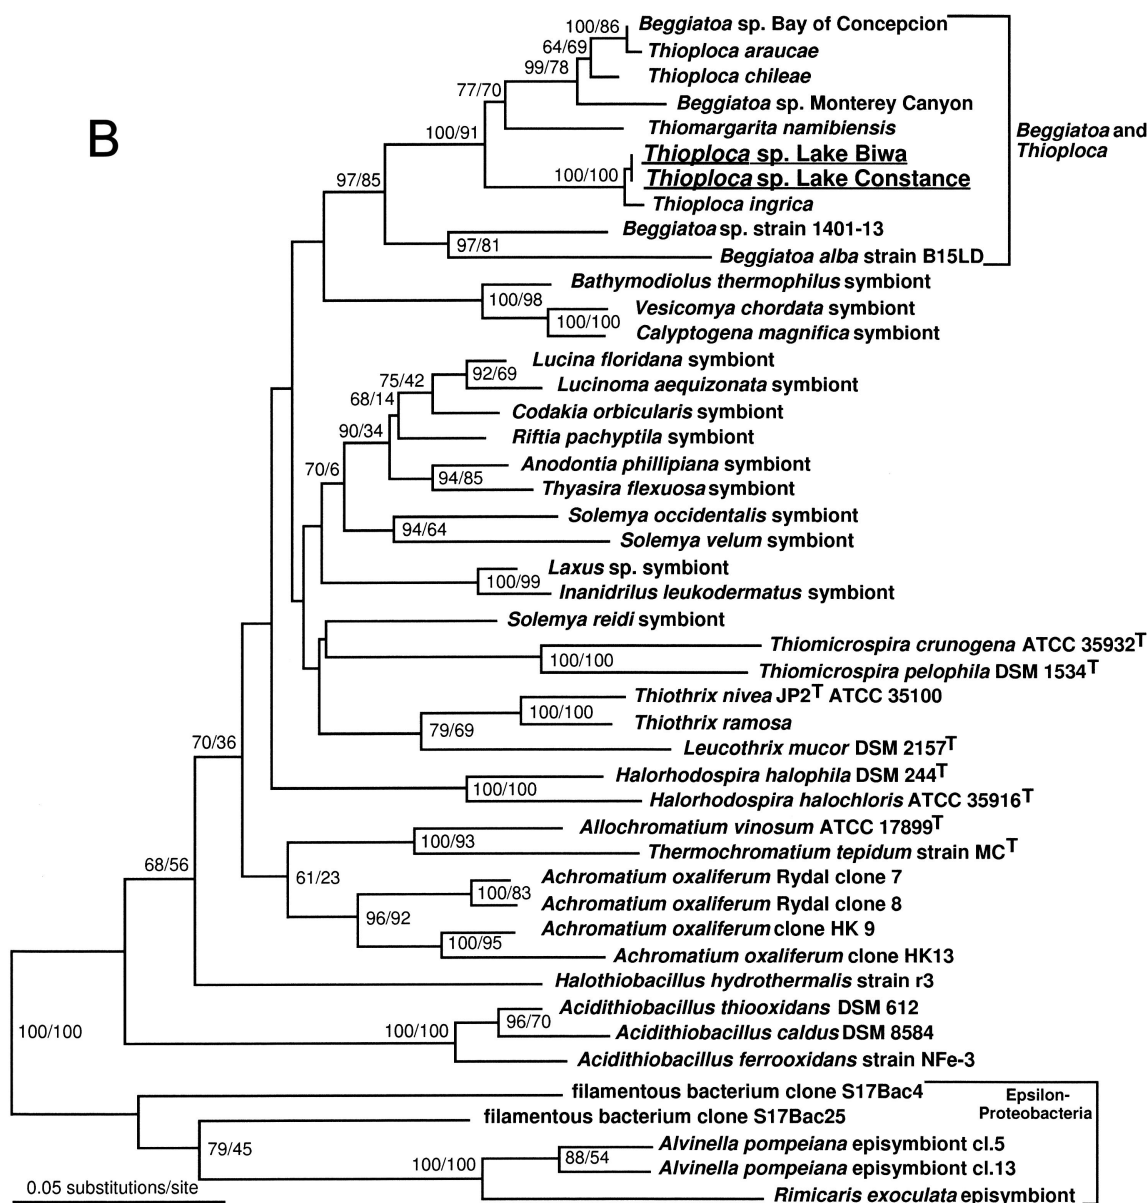 B
100/86
Beggiatoa sp. Bay of Concepcion
64/69
Thioploca araucae
99/78
Thioploca chileae
77/70
Beggiatoa sp. Monterey Canyon
100/91
Thiomargarita namibiensis
Beggiatoa and
Thioploca
Thioploca sp. Lake Biwa
100/100
Thioploca sp. Lake Constance
97/85
Thioploca ingrica
Beggiatoa sp. strain 1401-13
97/81
Beggiatoa alba strain B15LD
Bathymodiolus thermophilus symbiont
100/98
Vesicomya chordata symbiont
100/100
Calyptogena magnifica symbiont
Lucina floridana symbiont
92/69
75/42
Lucinoma aequizonata symbiont
68/14
Codakia orbicularis symbiont
90/34
Riftia pachyptila symbiont
70/6
Anodontia phillipiana symbiont
94/85
Thyasira flexuosa symbiont
Solemya occidentalis symbiont
94/64
Solemya velum symbiont
Laxus sp. symbiont
100/99
Inanidrilus leukodermatus symbiont
Solemya reidi symbiont
Thiomicrospira crunogena ATCC 35932T
100/100
Thiomicrospira pelophila DSM 1534T
Thiothrix nivea JP2T ATCC 35100
100/100
Thiothrix ramosa
79/69
Leucothrix mucor DSM 2157T
70/36
Halorhodospira halophila DSM 244T
100/100
Halorhodospira halochloris ATCC 35916T
Allochromatium vinosum ATCC 17899T
100/93
Thermochromatium tepidum strain MCT
68/56
61/23
Achromatium oxaliferum Rydal clone 7
100/83
Achromatium oxaliferum Rydal clone 8
96/92
Achromatium oxaliferum clone HK 9
100/95
Achromatium oxaliferum clone HK13
Halothiobacillus hydrothermalis strain r3
Acidithiobacillus thiooxidans DSM 612
96/70
100/100
100/100
Acidithiobacillus caldus DSM 8584
Acidithiobacillus ferrooxidans strain NFe-3
filamentous bacterium clone S17Bac4
Epsilon-
Proteobacteria
filamentous bacterium clone S17Bac25
79/45
Alvinella pompeiana episymbiont cl.5
88/54
100/100
Alvinella pompeiana episymbiont cl.13
0.05 substitutions/site
Rimicaris exoculata episymbiont